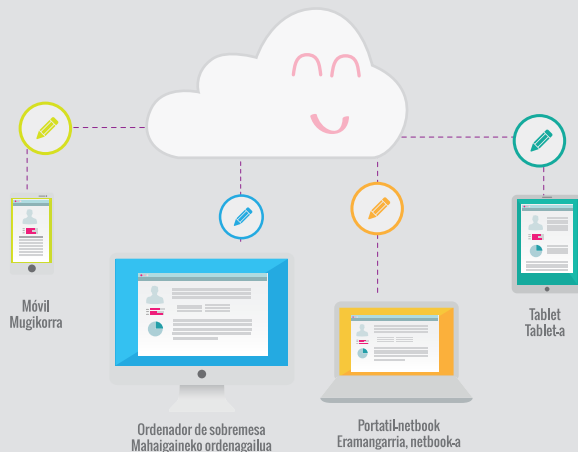 Móvil
Mugikorra
Ordenador de sobremesa
Mahaigaineko ordenagailua
Portatil-netbook
Eramangarria, netbook-a
Tablet
Tablet-a